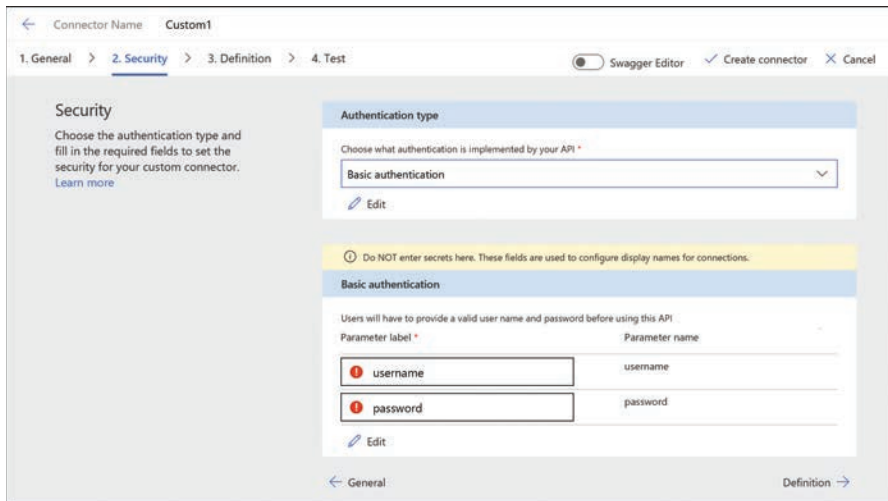 Connector Name Custom1
1. General > 2. Security > 3. Definition > 4. Test Swagger Editor Create connector Cancel
Security
Choose the authentication type and
fill in the required fields to set the
security for your custom connector.
Learn more
Authentication type
Choose what authentication is implemented by your API *
Basic authentication
Edit
Do NOT enter secrets here. These fields are used to configure display names for connections.
Basic authentication
Users will have to provide a valid user name and password before using this API
Parameter label * Parameter name
username username
password password
Edit
General Definition